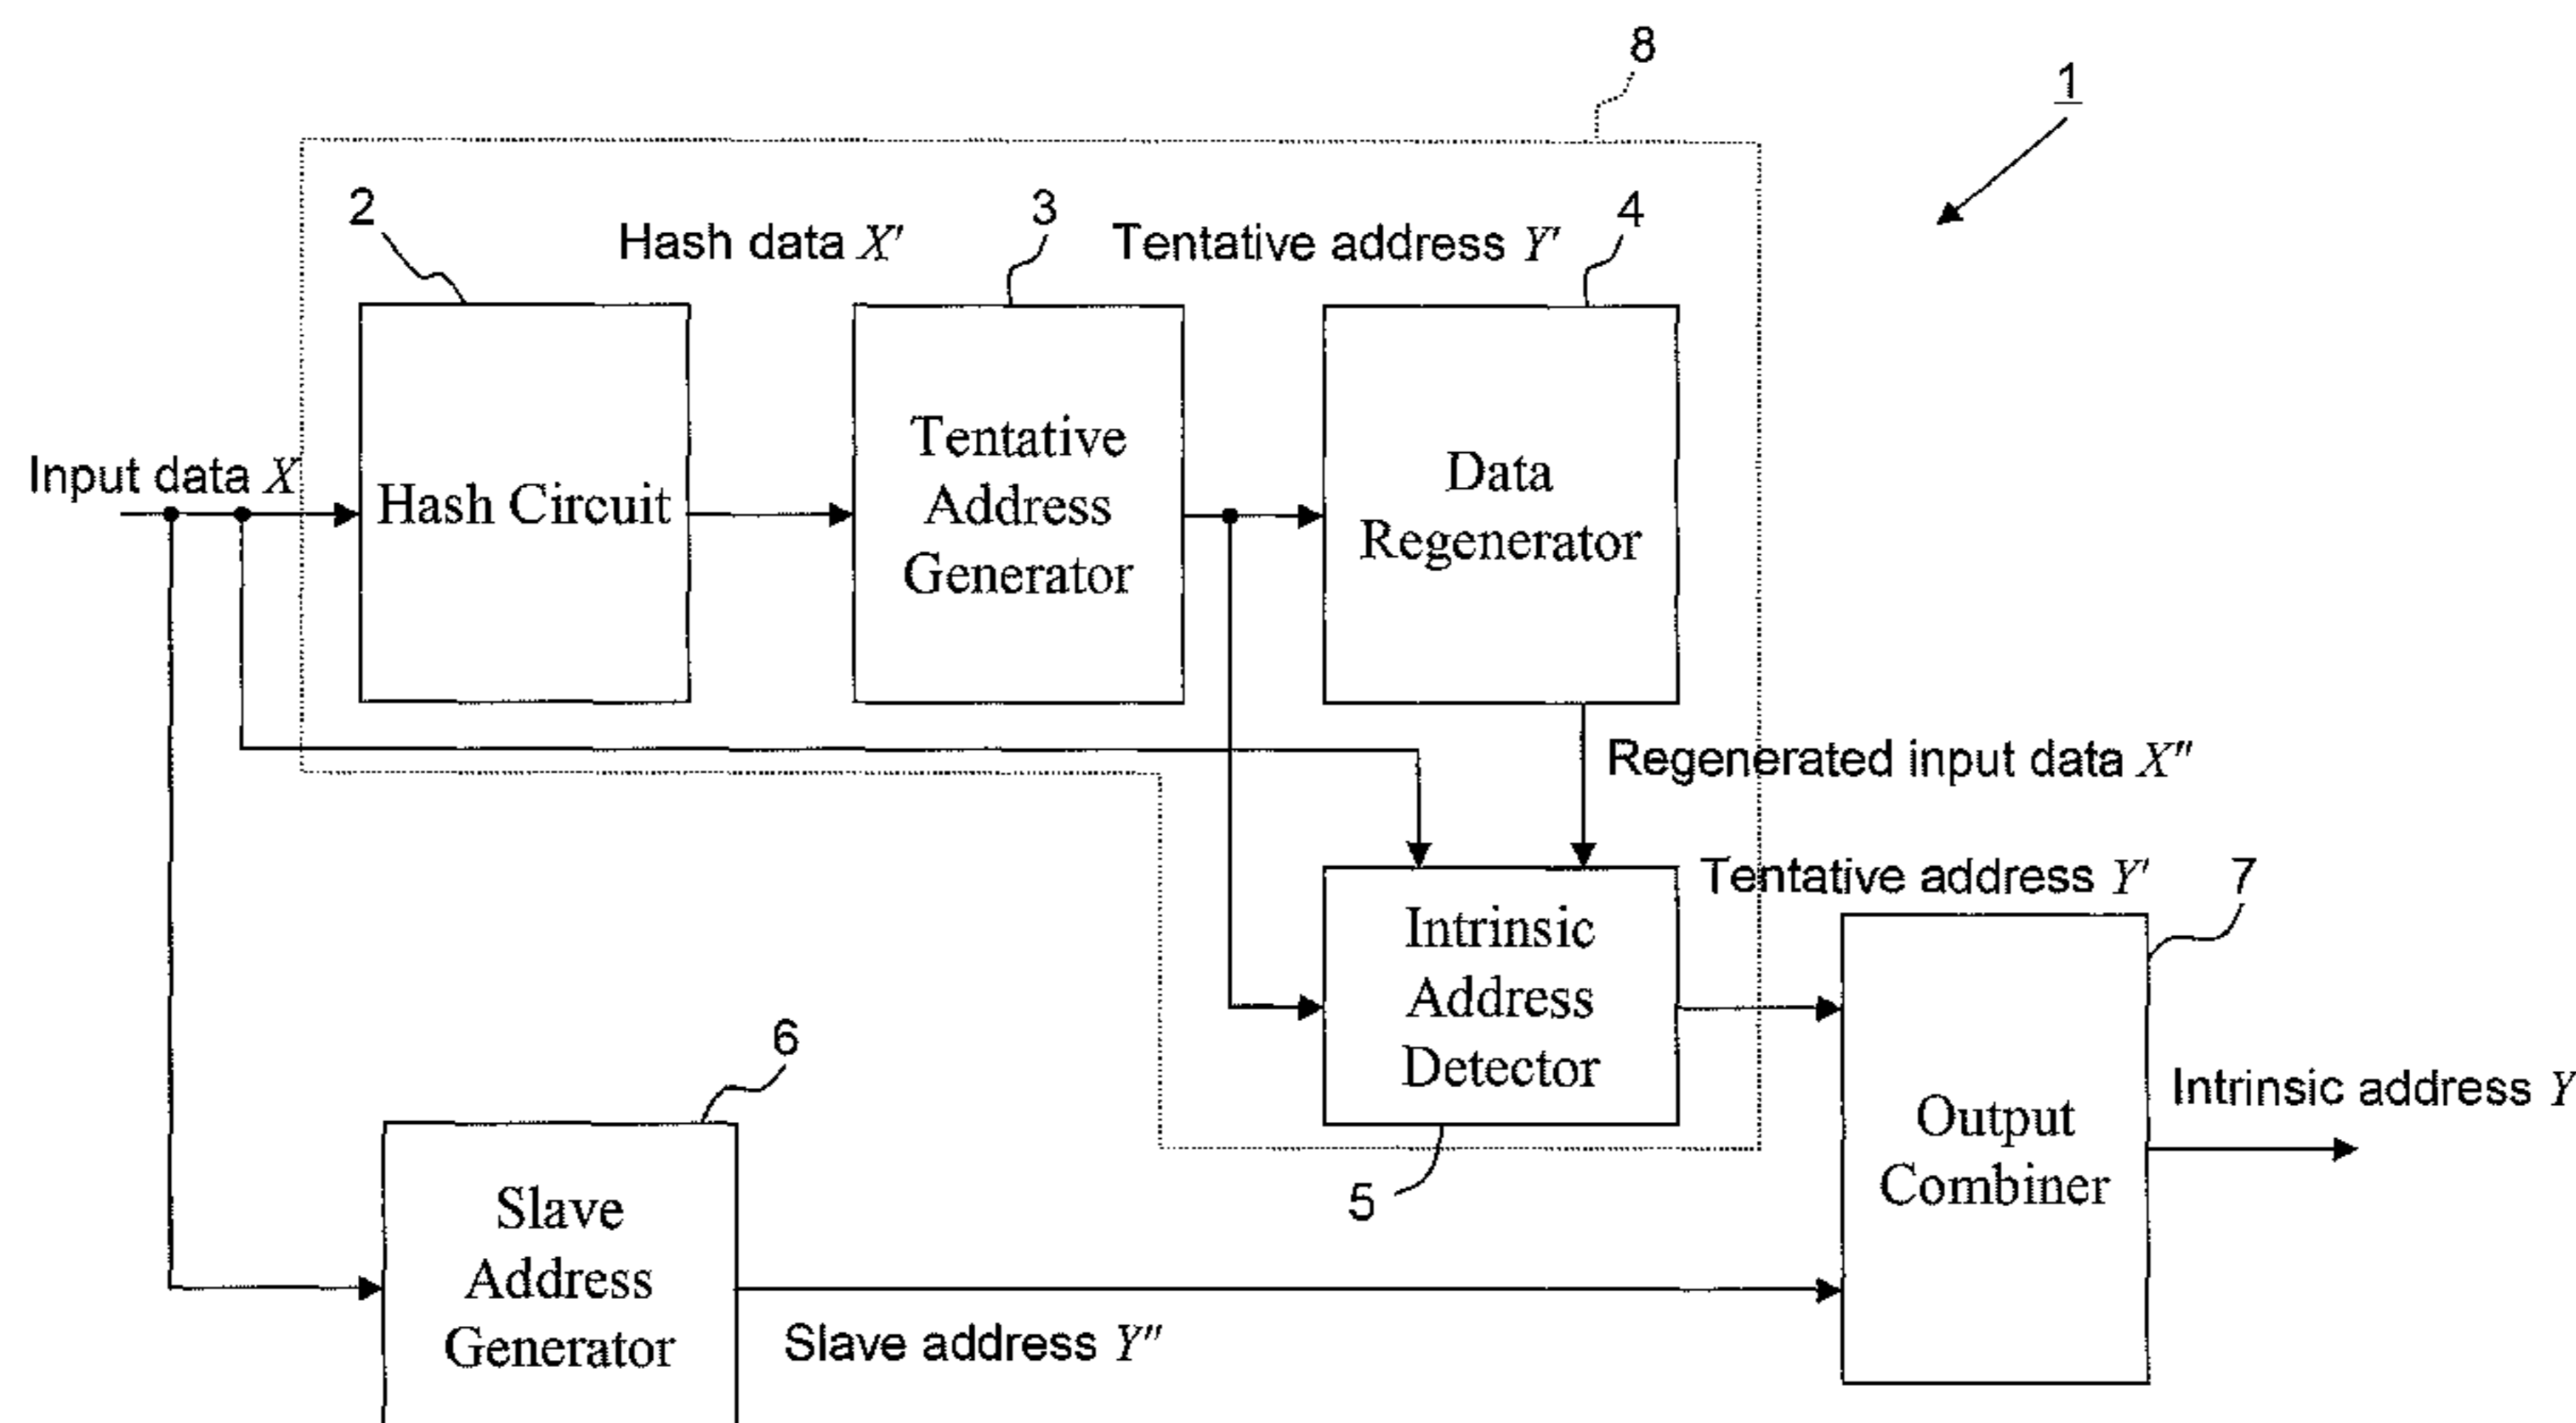 8
1
2
Hash data X'
3
Tentative address Y'
4
Input data X
Hash Circuit
Tentative
Address
Generator
Data
Regenerator
Regenerated input data X"
Tentative address Y'
7
Intrinsic
Address
Detector
5
6
Slave
Address
Generator
Slave address Y"
Output
Combiner
Intrinsic address Y